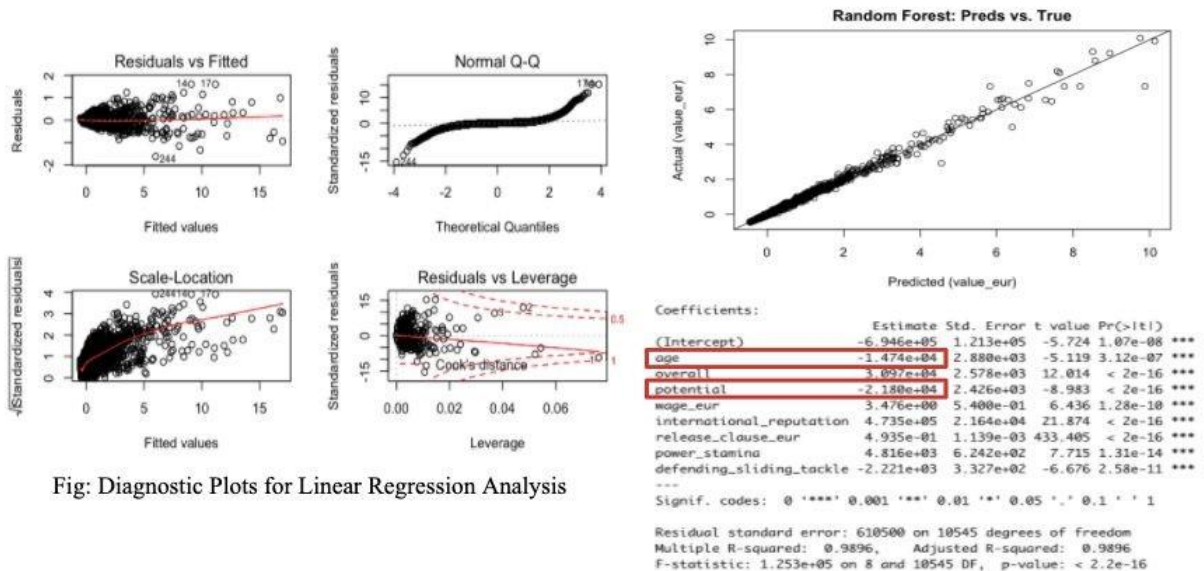 Residuals vs Fitted
Residuals
2
1
0
-2
14
17
244
0
5
10
15
Fitted values
Normal Q-Q
Standardized residuals
10
0
-15
244
-4
-2
0
2
4
Theoretical Quantiles
Scale-Location
√|Standardized residuals|
4
3
2
1
0
244
14
17
0
5
10
15
Fitted values
Residuals vs Leverage
Standardized residuals
15
0
-15
0.5
1
Cook's distance
0.00
0.02
0.04
0.06
Leverage
Fig: Diagnostic Plots for Linear Regression Analysis
Random Forest: Preds vs. True
Actual (value_eur)
10
8
6
4
2
0
0
2
4
6
8
10
Predicted (value_eur)
Coefficients:
Estimate Std. Error t value Pr(>|t|)
(Intercept) -6.946e+05 1.213e+05 -5.724 1.07e-08 ***
age -1.474e+04 2.880e+03 -5.119 3.12e-07 ***
overall 3.097e+04 2.578e+03 12.014 < 2e-16 ***
potential -2.180e+04 2.426e+03 -8.983 < 2e-16 ***
wage_eur 3.476e+00 5.400e-01 6.436 1.28e-10 ***
international_reputation 4.735e+05 2.164e+04 21.874 < 2e-16 ***
release_clause_eur 4.935e-01 1.139e-03 433.405 < 2e-16 ***
power_stamina 4.816e+03 6.242e+02 7.715 1.31e-14 ***
defending_sliding_tackle -2.221e+03 3.327e+02 -6.676 2.58e-11 ***
---
Signif. codes: 0 '***' 0.001 '**' 0.01 '*' 0.05 '.' 0.1 ' ' 1
Residual standard error: 610500 on 10545 degrees of freedom
Multiple R-squared: 0.9896, Adjusted R-squared: 0.9896
F-statistic: 1.253e+05 on 8 and 10545 DF, p-value: < 2.2e-16